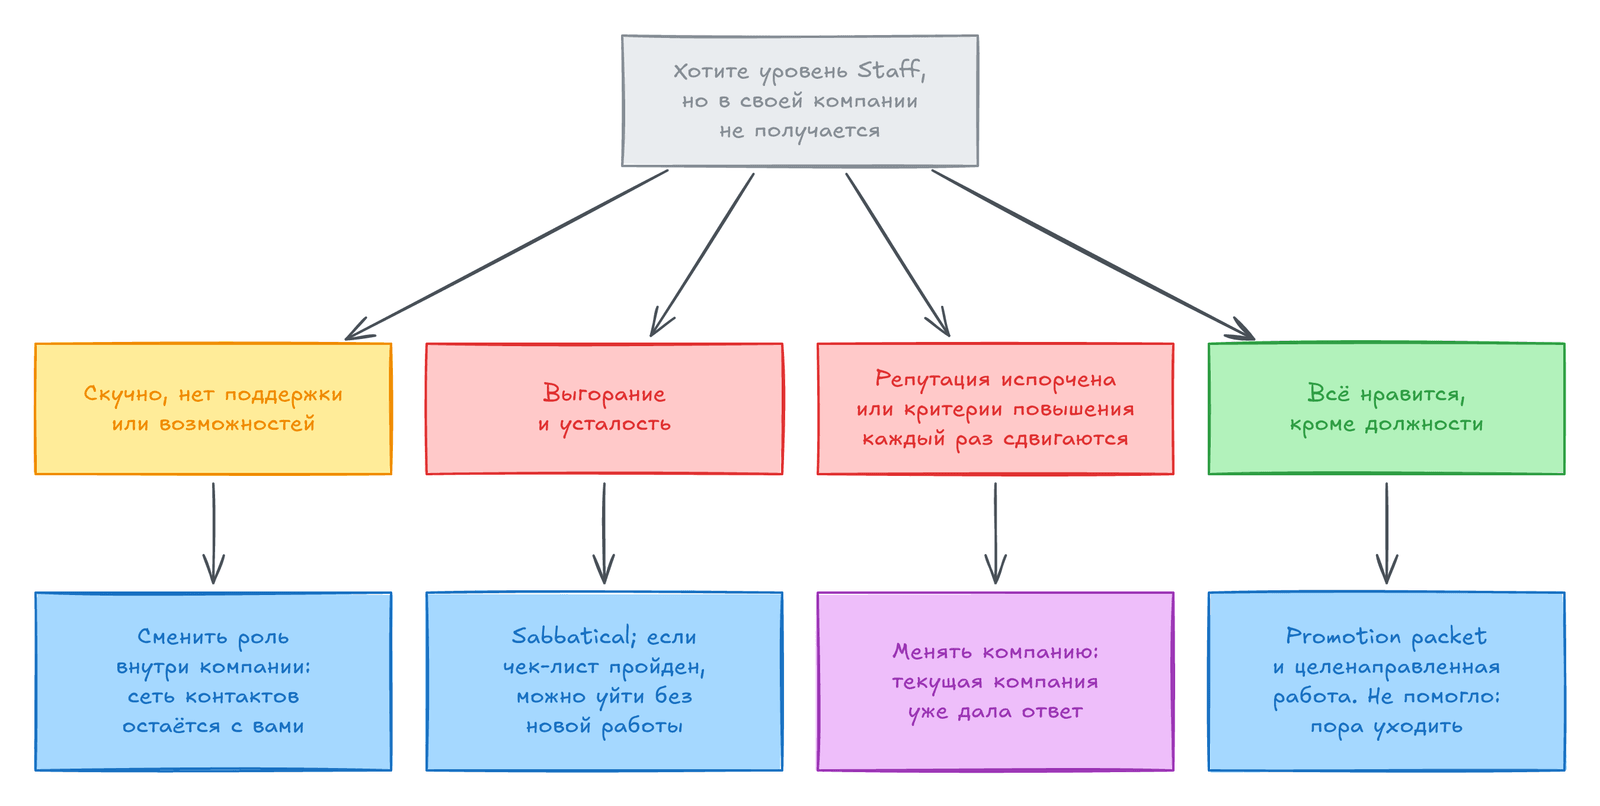 Хотите уровень Staff,
но в своей компании
не получается
Скучно, нет поддержки
или возможностей
Выгорание
и усталость
Репутация испорчена
или критерии повышения
каждый раз сдвигаются
Всё нравится,
кроме должности
Сменить роль
внутри компании:
сеть контактов
остаётся с вами
Sabbatical; если
чек-лист пройден,
можно уйти без
новой работы
Менять компанию:
текущая компания
уже дала ответ
Promotion packet
и целенаправленная
работа. Не помогло:
пора уходить